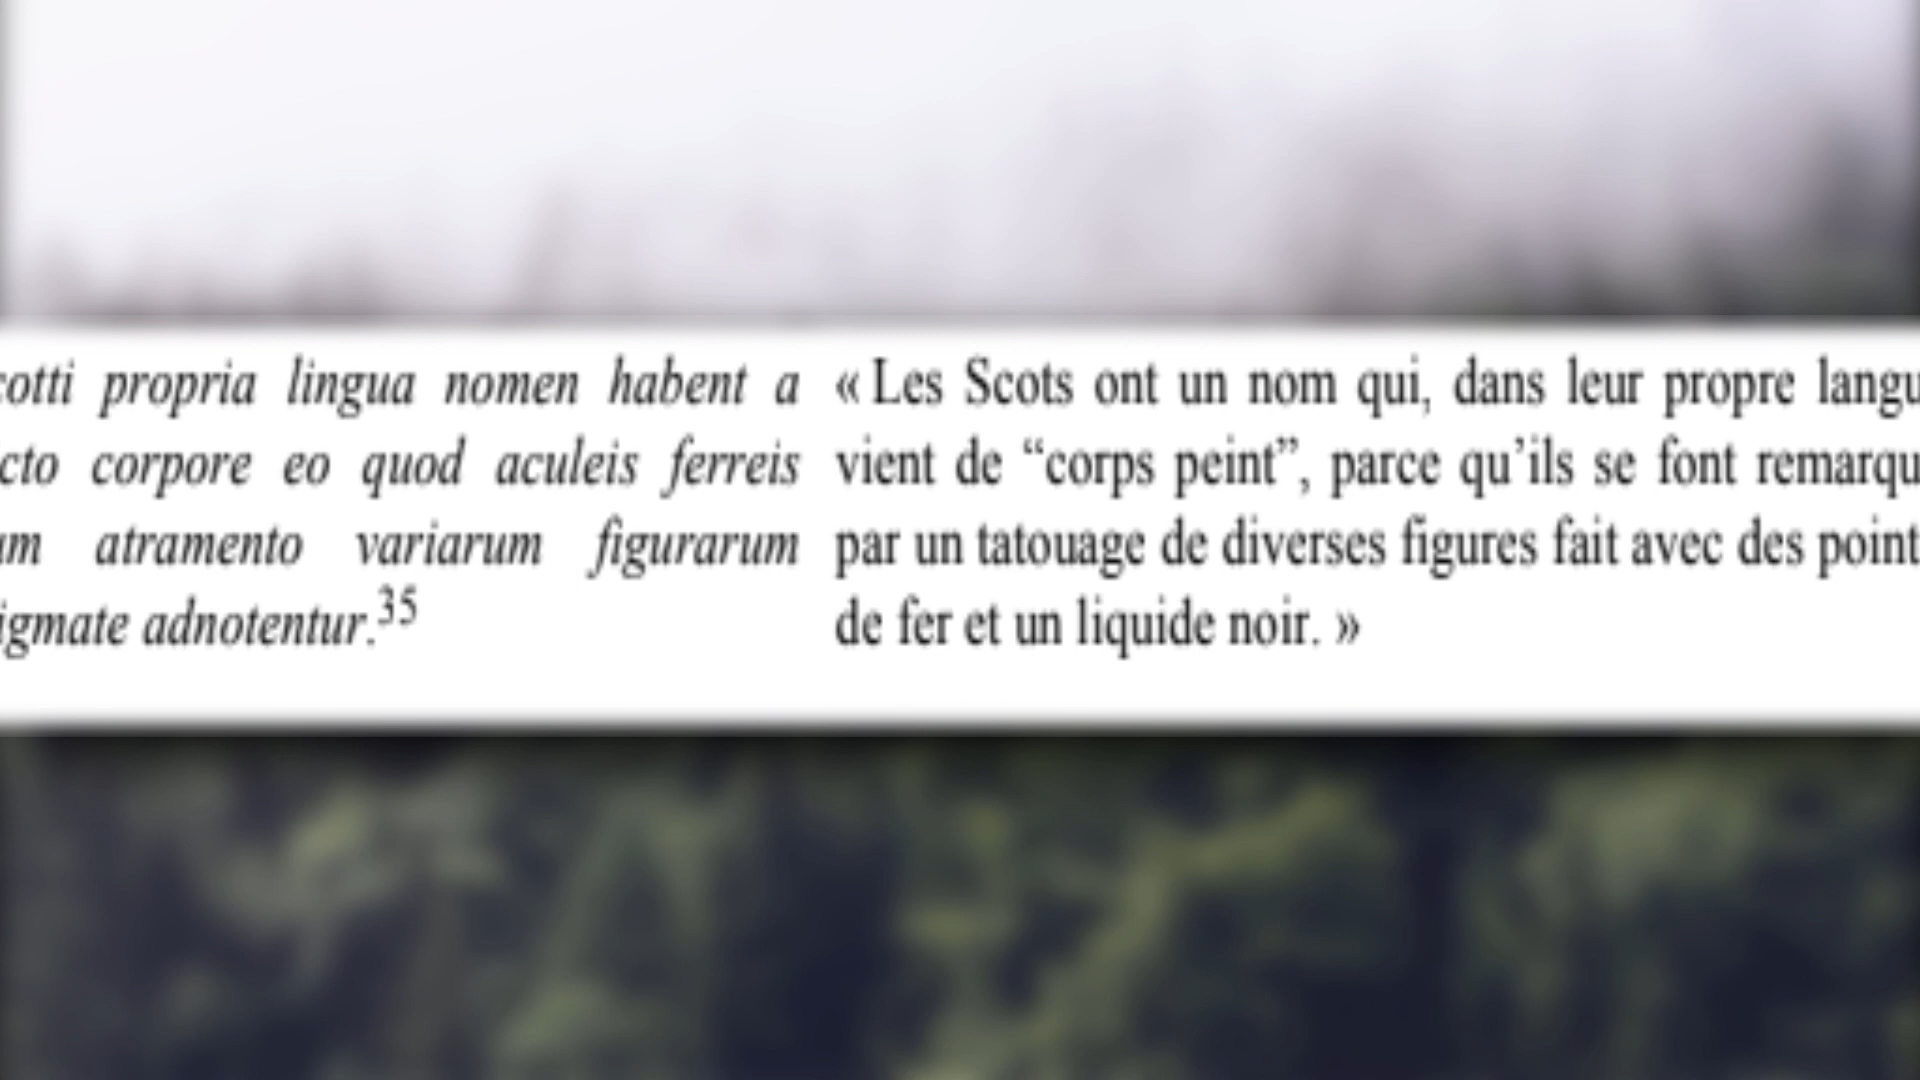 cotti propria lingua nomen habent a
cto corpore eo quod aculeis ferreis
um atramento variarum figurarum
igmate adnotentur.35
« Les Scots ont un nom qui, dans leur propre langu
vient de “corps peint”, parce qu’ils se font remarqu
par un tatouage de diverses figures fait avec des point
de fer et un liquide noir. »